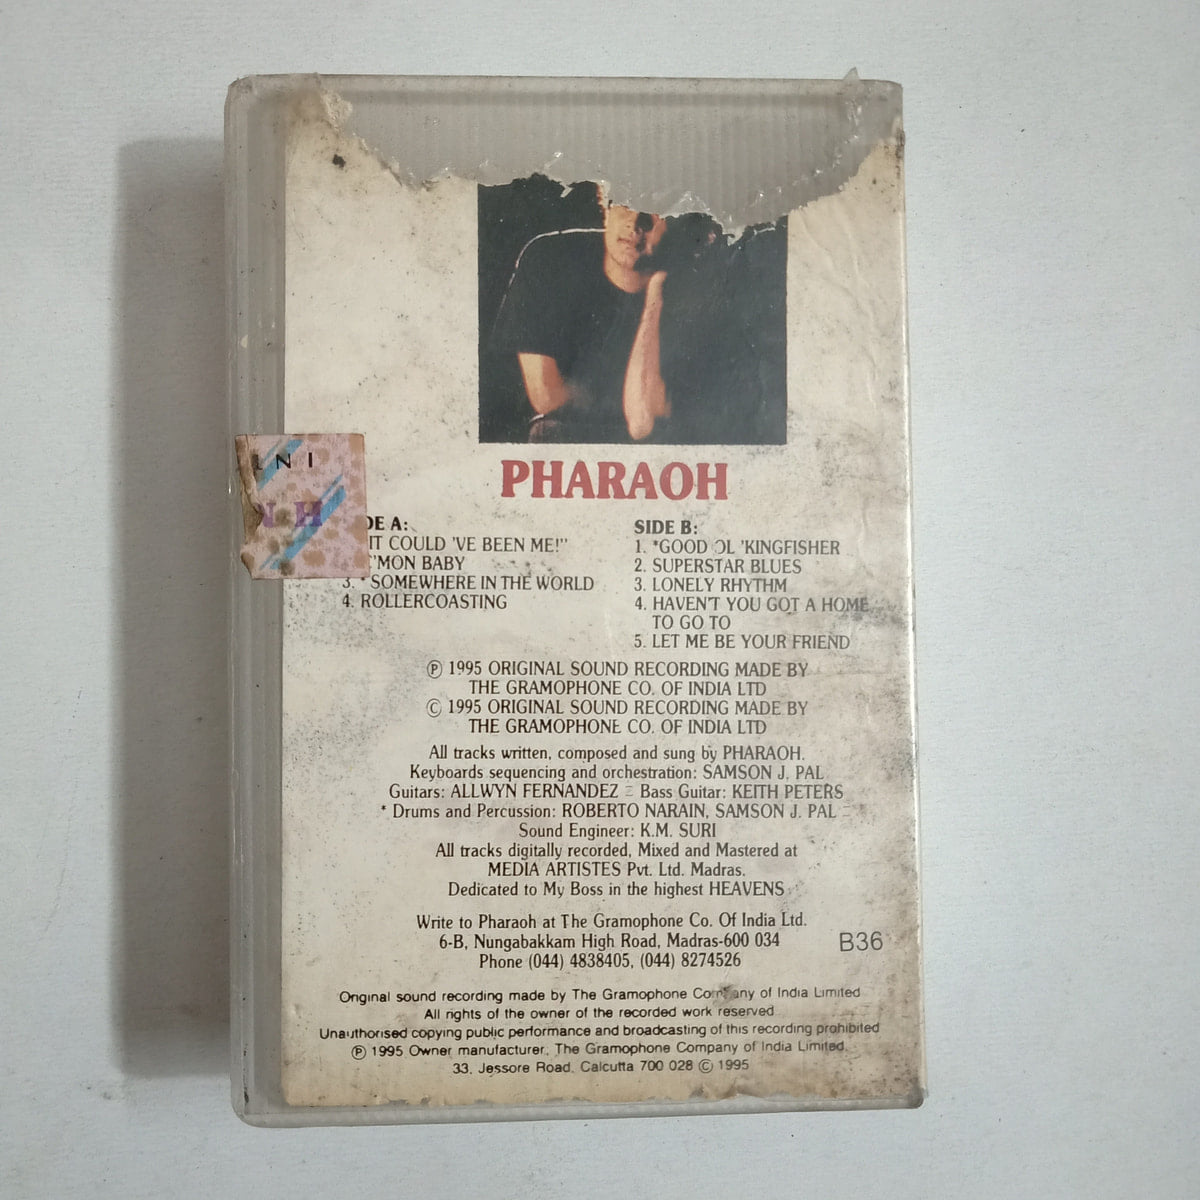 INI
N H
PHARAOH
DE A:
IT COULD 'VE BEEN ME!"
'MON BABY
3. * SOMEWHERE IN THE WORLD
4. ROLLERCOASTING
SIDE B:
1. *GOOD OL 'KINGFISHER
2. SUPERSTAR BLUES
3. LONELY RHYTHM
4. HAVEN'T YOU GOT A HOME
TO GO TO
5. LET ME BE YOUR FRIEND
℗ 1995 ORIGINAL SOUND RECORDING MADE BY
THE GRAMOPHONE CO. OF INDIA LTD
© 1995 ORIGINAL SOUND RECORDING MADE BY
THE GRAMOPHONE CO. OF INDIA LTD
All tracks written, composed and sung by PHARAOH.
Keyboards sequencing and orchestration: SAMSON J. PAL
Guitars: ALLWYN FERNANDEZ – Bass Guitar: KEITH PETERS
* Drums and Percussion: ROBERTO NARAIN, SAMSON J. PAL –
Sound Engineer: K.M. SURI
All tracks digitally recorded, Mixed and Mastered at
MEDIA ARTISTES Pvt. Ltd. Madras.
Dedicated to My Boss in the highest HEAVENS
Write to Pharaoh at The Gramophone Co. Of India Ltd.
6-B, Nungabakkam High Road, Madras-600 034
Phone (044) 4838405, (044) 8274526
B36
Original sound recording made by The Gramophone Company of India Limited
All rights of the owner of the recorded work reserved
Unauthorised copying public performance and broadcasting of this recording prohibited
℗ 1995 Owner manufacturer, The Gramophone Company of India Limited.
33, Jessore Road, Calcutta 700 028 © 1995